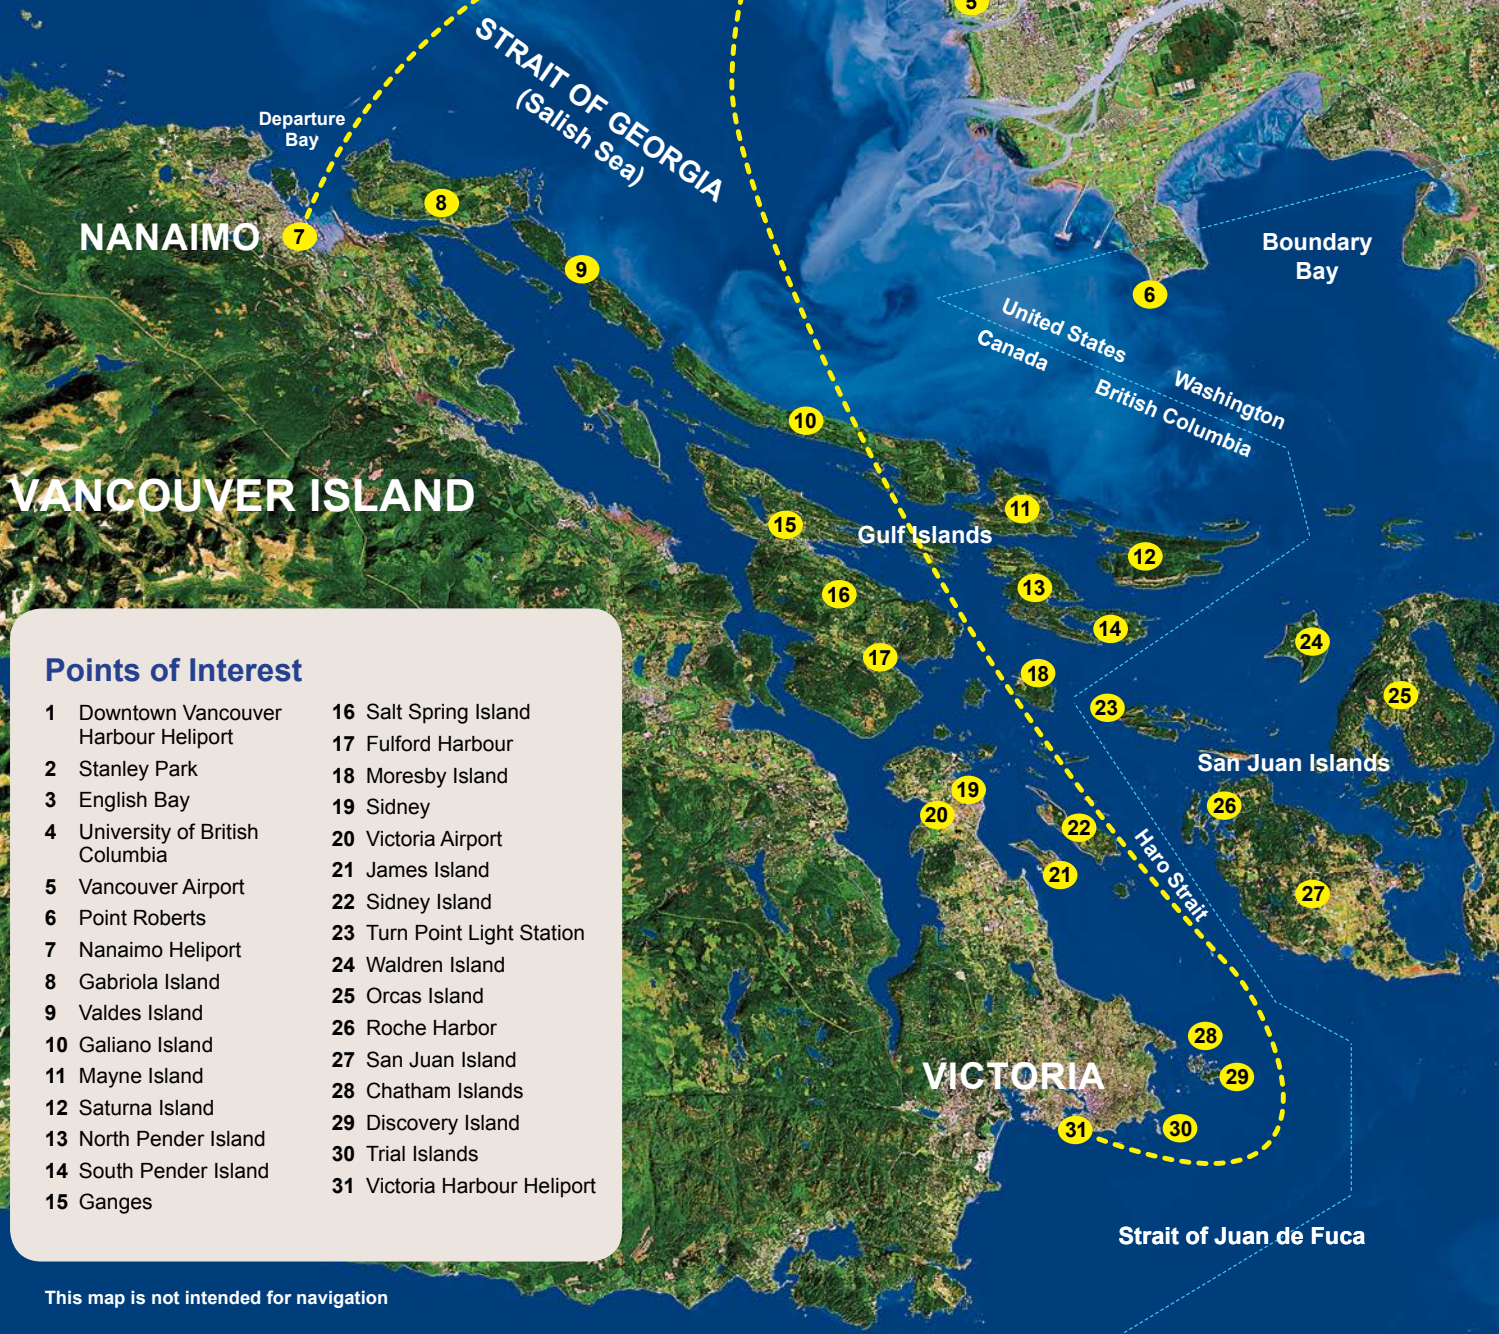 5
STRAIT OF GEORGIA
(Salish Sea)
Departure
Bay
8
NANAIMO
7
9
Boundary
Bay
6
United States
Canada
Washington
British Columbia
10
VANCOUVER ISLAND
11
15
Gulf Islands
12
13
16
14
24
17
18
25
23
San Juan Islands
19
26
20
22
Haro Strait
21
27
28
VICTORIA
29
31
30
Strait of Juan de Fuca
Points of Interest
1 Downtown Vancouver
Harbour Heliport
2 Stanley Park
3 English Bay
4 University of British
Columbia
5 Vancouver Airport
6 Point Roberts
7 Nanaimo Heliport
8 Gabriola Island
9 Valdes Island
10 Galiano Island
11 Mayne Island
12 Saturna Island
13 North Pender Island
14 South Pender Island
15 Ganges
16 Salt Spring Island
17 Fulford Harbour
18 Moresby Island
19 Sidney
20 Victoria Airport
21 James Island
22 Sidney Island
23 Turn Point Light Station
24 Waldren Island
25 Orcas Island
26 Roche Harbor
27 San Juan Island
28 Chatham Islands
29 Discovery Island
30 Trial Islands
31 Victoria Harbour Heliport
This map is not intended for navigation